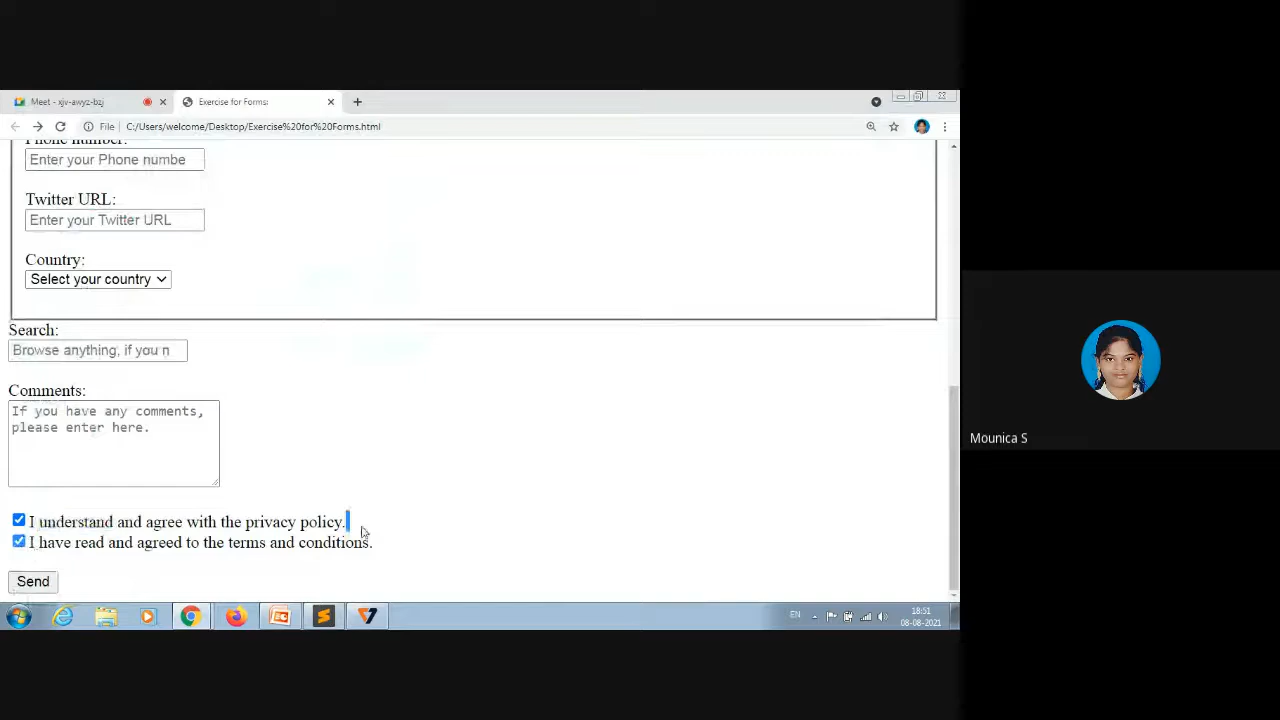 Meet - xjv-awyz-bzj
Exercise for Forms:
File
C:/Users/welcome/Desktop/Exercise%20for%20Forms.html
Phone number:
Enter your Phone numbe
Twitter URL:
Enter your Twitter URL
Country:
Select your country
Search:
Browse anything, if you n
Comments:
If you have any comments,
please enter here.
I understand and agree with the privacy policy.
I have read and agreed to the terms and conditions.
Send
Mounica S
EN
18:51
08-08-2021